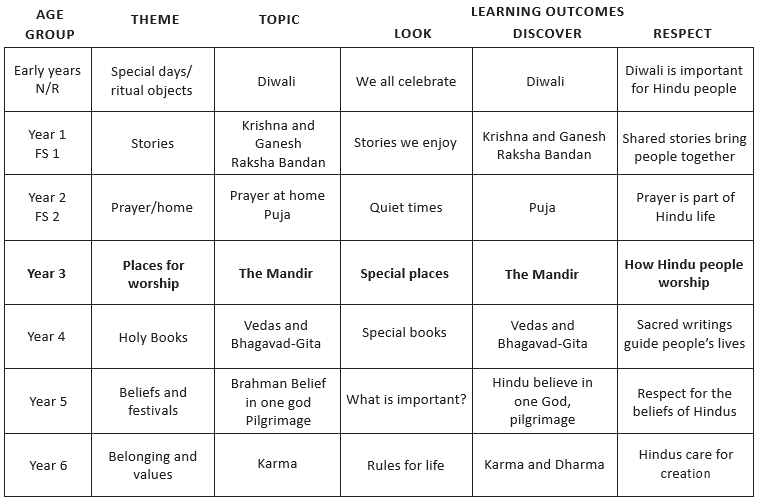 AGE GROUP THEME TOPIC LEARNING OUTCOMES
LOOK DISCOVER RESPECT
Early years
N/R
Special days/
ritual objects
Diwali
We all celebrate
Diwali
Diwali is important
for Hindu people
Year 1
FS 1
Stories
Krishna and
Ganesh
Raksha Bandan
Stories we enjoy
Krishna and Ganesh
Raksha Bandan
Shared stories bring
people together
Year 2
FS 2
Prayer/home
Prayer at home
Puja
Quiet times
Puja
Prayer is part of
Hindu life
Year 3
Places for
worship
The Mandir
Special places
The Mandir
How Hindu people
worship
Year 4
Holy Books
Vedas and
Bhagavad-Gita
Special books
Vedas and
Bhagavad-Gita
Sacred writings
guide people's lives
Year 5
Beliefs and
festivals
Brahman Belief
in one god
Pilgrimage
What is important?
Hindu believe in
one God,
pilgrimage
Respect for the
beliefs of Hindus
Year 6
Belonging and
values
Karma
Rules for life
Karma and Dharma
Hindus care for
creation